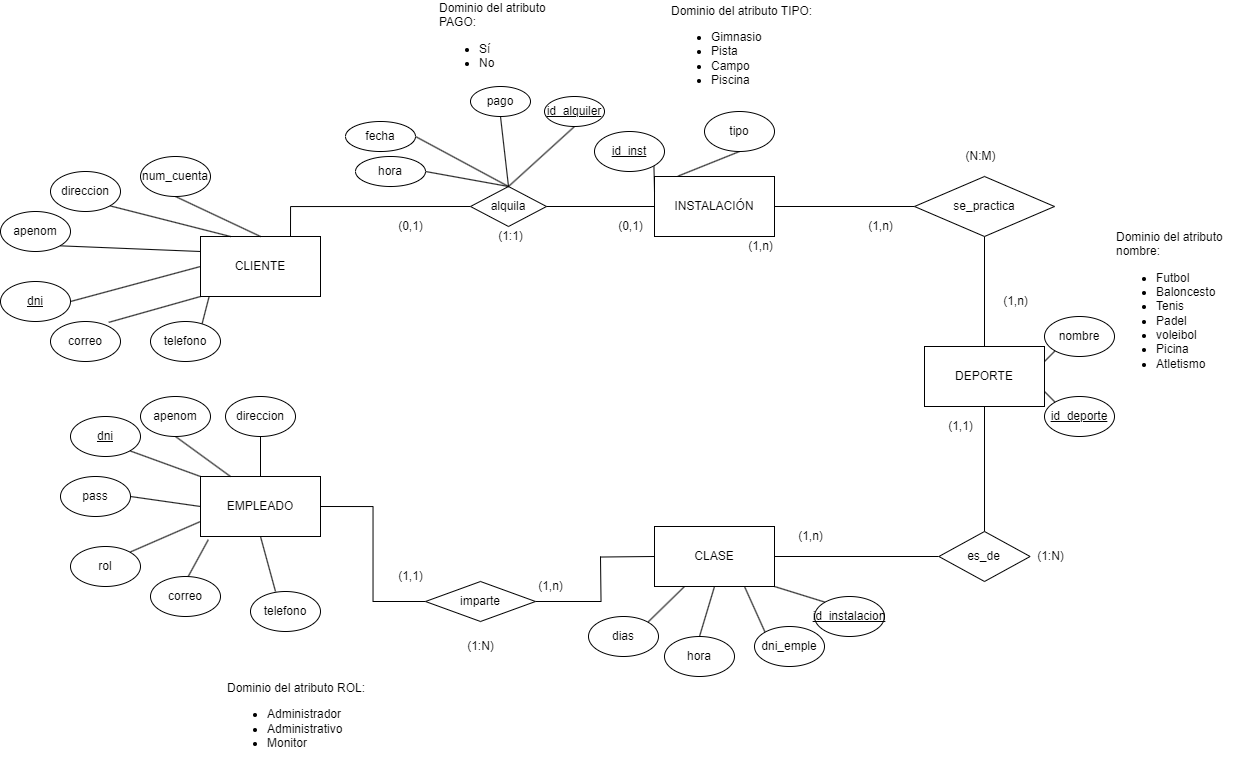 Dominio del atributo
PAGO:
Sí
No
Dominio del atributo TIPO:
Gimnasio
Pista
Campo
Piscina
pago
id_alquiler
fecha
hora
id_inst
tipo
num_cuenta
direccion
apenom
dni
correo
telefono
CLIENTE
(0,1)
alquila
(1:1)
(0,1)
INSTALACIÓN
(1,n)
(1,n)
(N:M)
se_practica
(1,n)
Dominio del atributo
nombre:
Futbol
Baloncesto
Tenis
Padel
voleibol
Picina
Atletismo
nombre
DEPORTE
id_deporte
(1,1)
apenom
direccion
dni
pass
EMPLEADO
rol
correo
telefono
(1,1)
imparte
(1,n)
(1:N)
CLASE
(1,n)
es_de
(1:N)
dias
hora
dni_emple
id_instalacion
Dominio del atributo ROL:
Administrador
Administrativo
Monitor